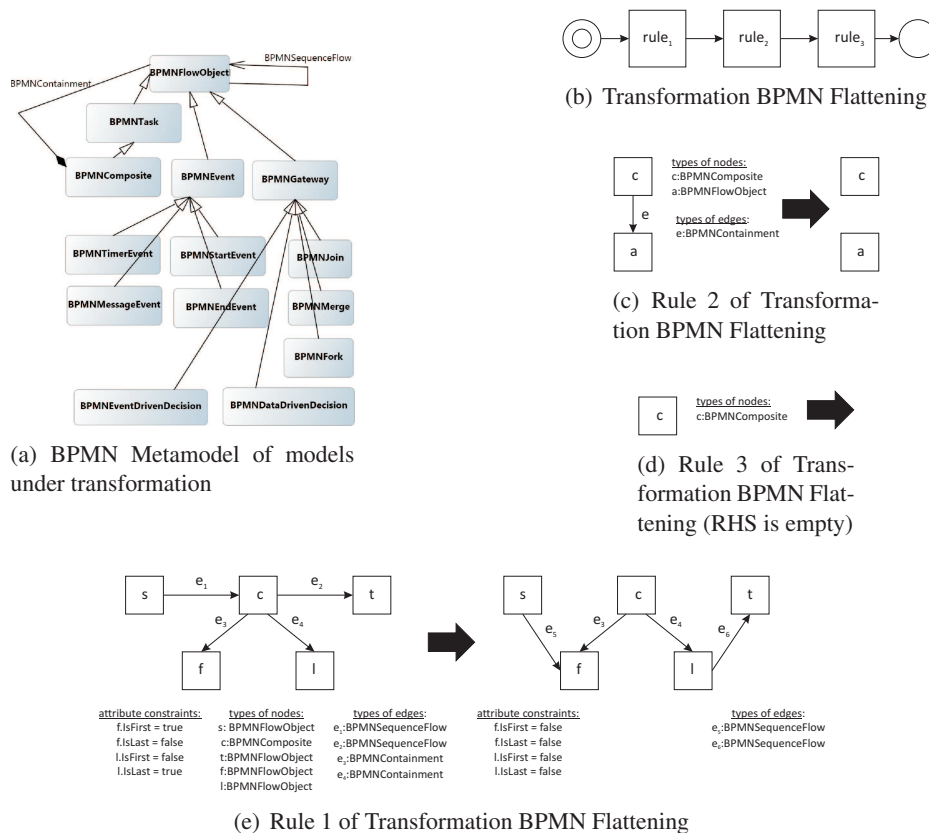 BPMNSequenceFlow
BPMNFlowObject
BPMNContainment
BPMNTask
BPMNComposite
BPMNEvent
BPMNGateway
BPMNTimerEvent
BPMNStartEvent
BPMNJoin
BPMNMessageEvent
BPMNEndEvent
BPMNMerge
BPMNFork
BPMNEventDrivenDecision
BPMNDataDrivenDecision
(a) BPMN Metamodel of models
under transformation
rule₁
rule₂
rule₃
(b) Transformation BPMN Flattening
c
e
a
types of nodes:
c:BPMNComposite
a:BPMNFlowObject
types of edges:
e:BPMNContainment
c
a
(c) Rule 2 of Transforma-
tion BPMN Flattening
c
types of nodes:
c:BPMNComposite
(d) Rule 3 of Trans-
formation BPMN Flat-
tening (RHS is empty)
s
e₁
c
e₂
t
e₃
e₄
f
l
s
c
t
e₅
e₃
e₄
e₆
f
l
attribute constraints:
f.IsFirst = true
f.IsLast = false
l.IsFirst = false
l.IsLast = true
types of nodes:
s: BPMNFlowObject
c:BPMNComposite
t:BPMNFlowObject
f:BPMNFlowObject
l:BPMNFlowObject
types of edges:
e₁:BPMNSequenceFlow
e₂:BPMNSequenceFlow
e₃:BPMNContainment
e₄:BPMNContainment
attribute constraints:
f.IsFirst = false
f.IsLast = false
l.IsFirst = false
l.IsLast = false
types of edges:
e₅:BPMNSequenceFlow
e₆:BPMNSequenceFlow
(e) Rule 1 of Transformation BPMN Flattening